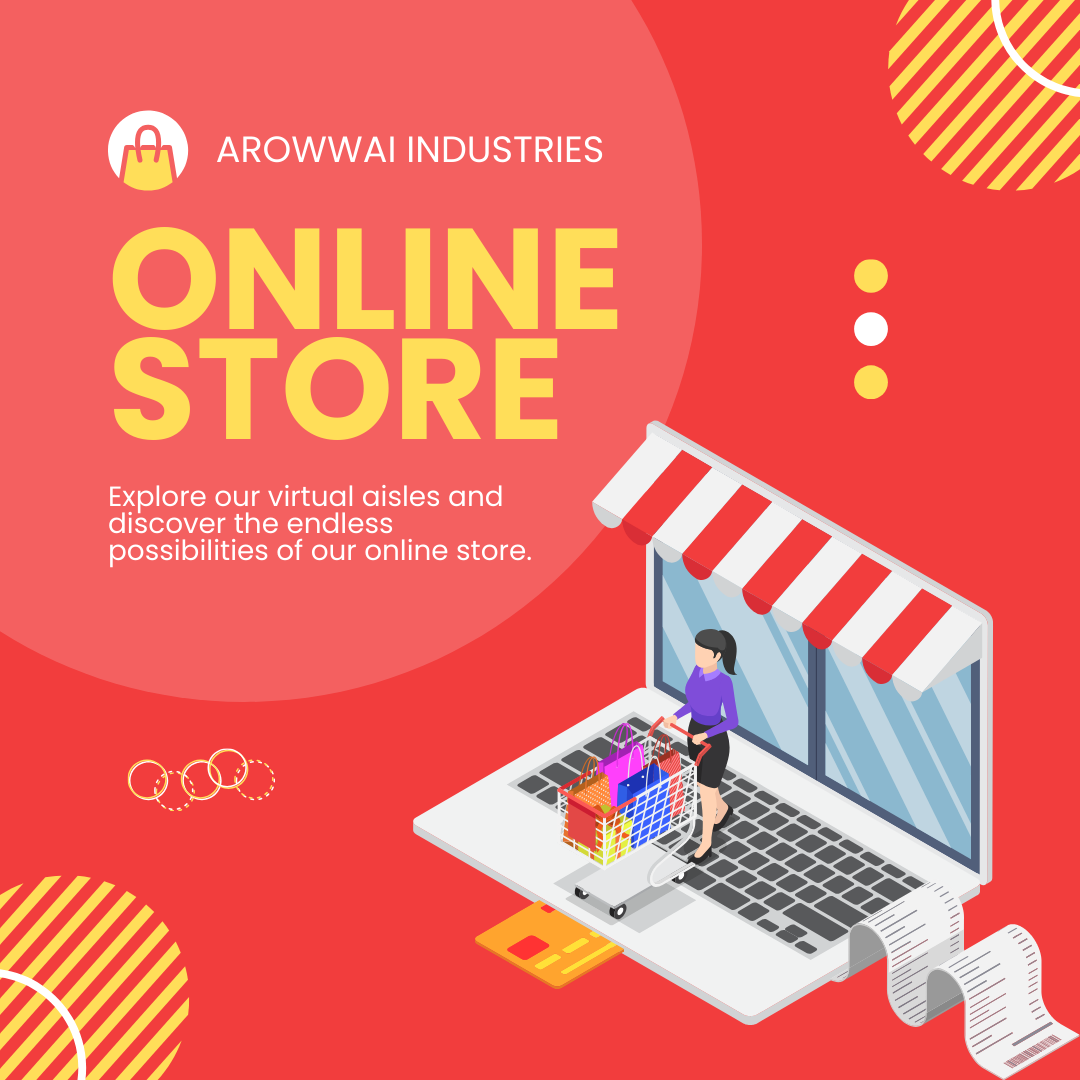 AROWWAI INDUSTRIES
ONLINE
STORE
Explore our virtual aisles and
discover the endless
possibilities of our online store.